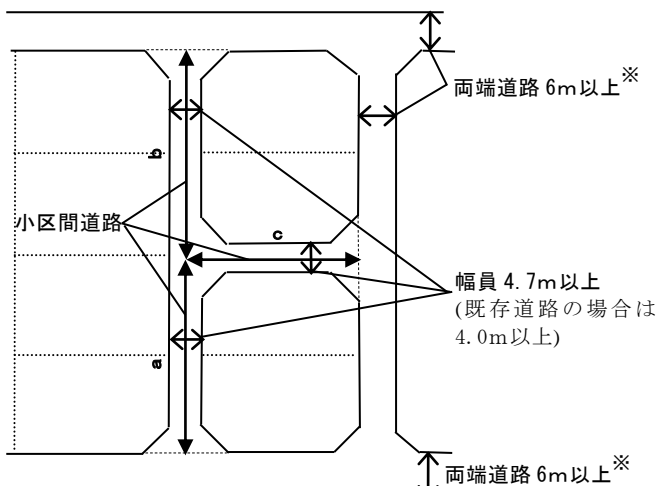 両端道路 6m以上※
b
小区間道路
c
幅員 4.7m以上
(既存道路の場合は
4.0m以上)
a
両端道路 6m以上※